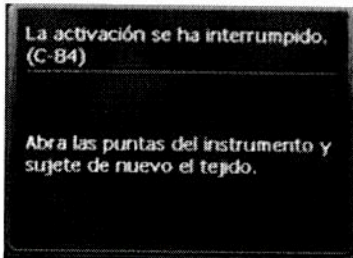 La activación se ha interrumpido.
(C-84)
Abra las puntas del instrumento y
sujete de nuevo el tejido.